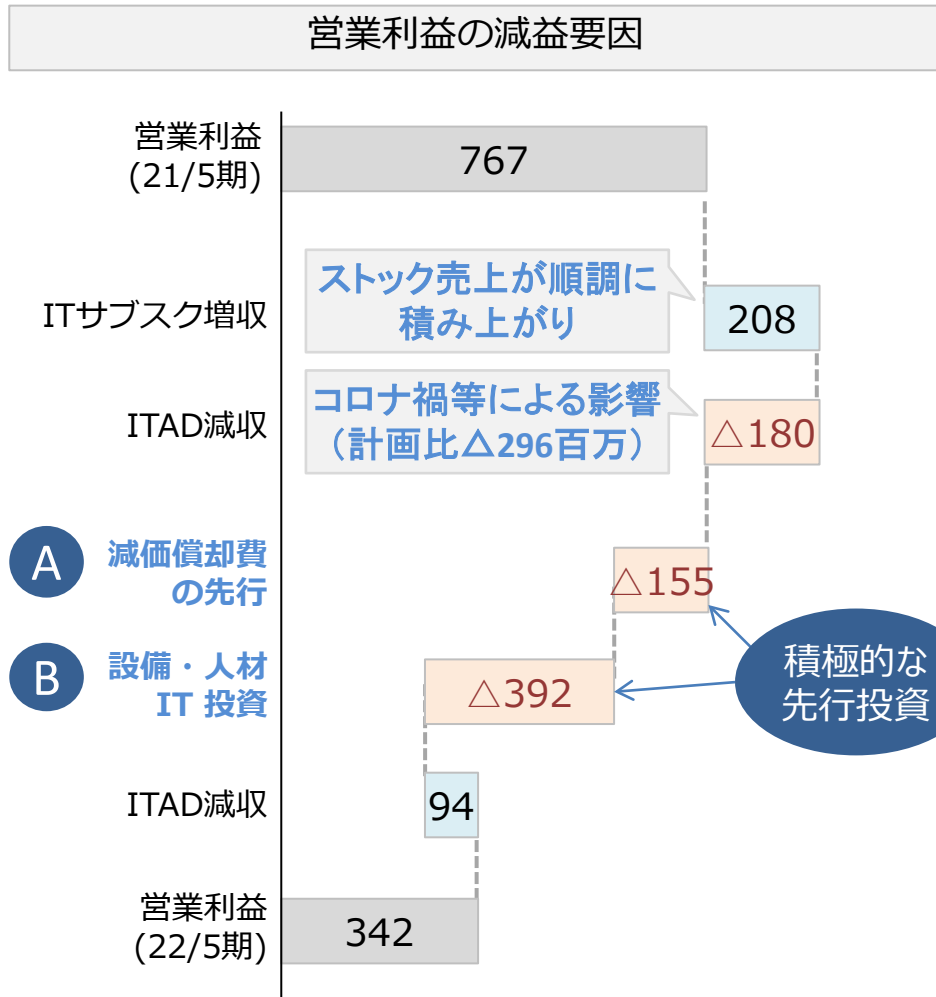 営業利益の減益要因
営業利益
(21/5期)
767
ITサブスク増収
ストック売上が順調に
積み上がり
208
ITAD減収
コロナ禍等による影響
（計画比△296百万）
△180
A
減価償却費
の先行
△155
B
設備・人材
IT 投資
△392
積極的な
先行投資
ITAD減収
94
営業利益
(22/5期)
342